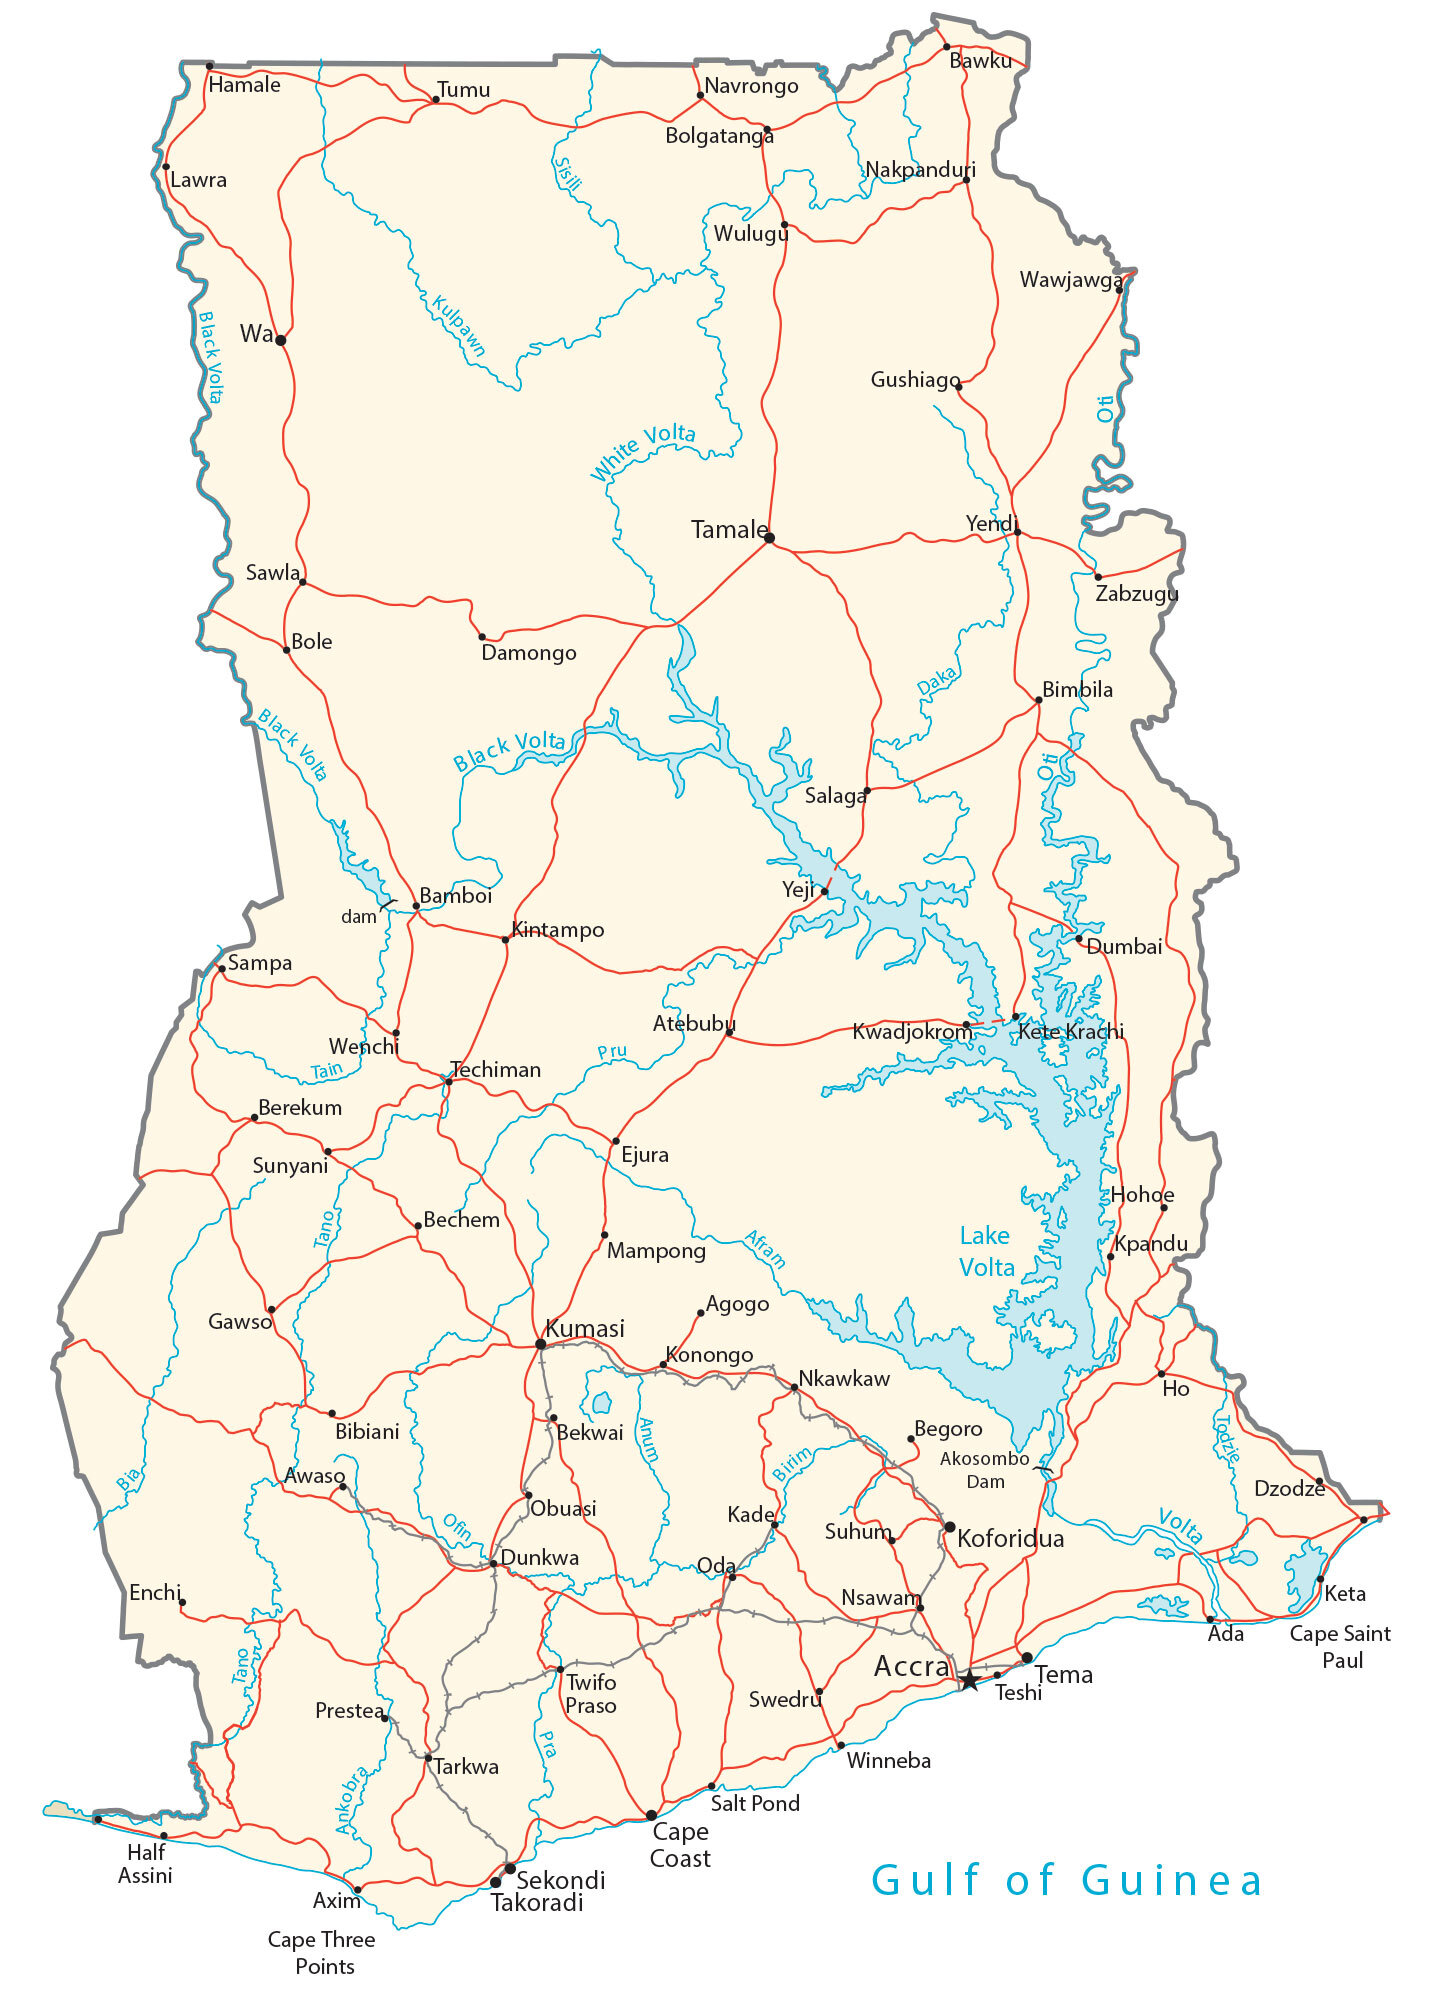 Bawku
Hamale
Tumu
Navrongo
Bolgatanga
Sisili
Nakpanduri
Lawra
Wulugu
Wawjawga
Black Volta
Kulpawn
Wa
Gushiago
Oti
White Volta
Tamale
Yendi
Sawla
Zabzugu
Bole
Damongo
Daka
Bimbila
Black Volta
Black Volta
Oti
Salaga
Yeji
Bamboi
dam
Kintampo
Dumbai
Sampa
Atebubu
Kwadjokrom
Kete Krachi
Wenchi
Pru
Tain
Techiman
Berekum
Ejura
Sunyani
Hohoe
Bechem
Tano
Mampong
Afram
Lake
Volta
Kpandu
Agogo
Gawso
Kumasi
Konongo
Nkawkaw
Ho
Bibiani
Bekwai
Anum
Begoro
Todzie
Akosombo
Dam
Birim
Bia
Awaso
Dzodze
Obuasi
Kade
Ofin
Suhum
Koforidua
Volta
Dunkwa
Oda
Enchi
Nsawam
Keta
Ada
Cape Saint
Paul
Tano
Accra
Tema
Teshi
Twifo
Praso
Swedru
Prestea
Pra
Winneba
Tarkwa
Ankobra
Salt Pond
Cape
Coast
Half
Assini
Gulf of Guinea
Sekondi
Takoradi
Axim
Cape Three
Points